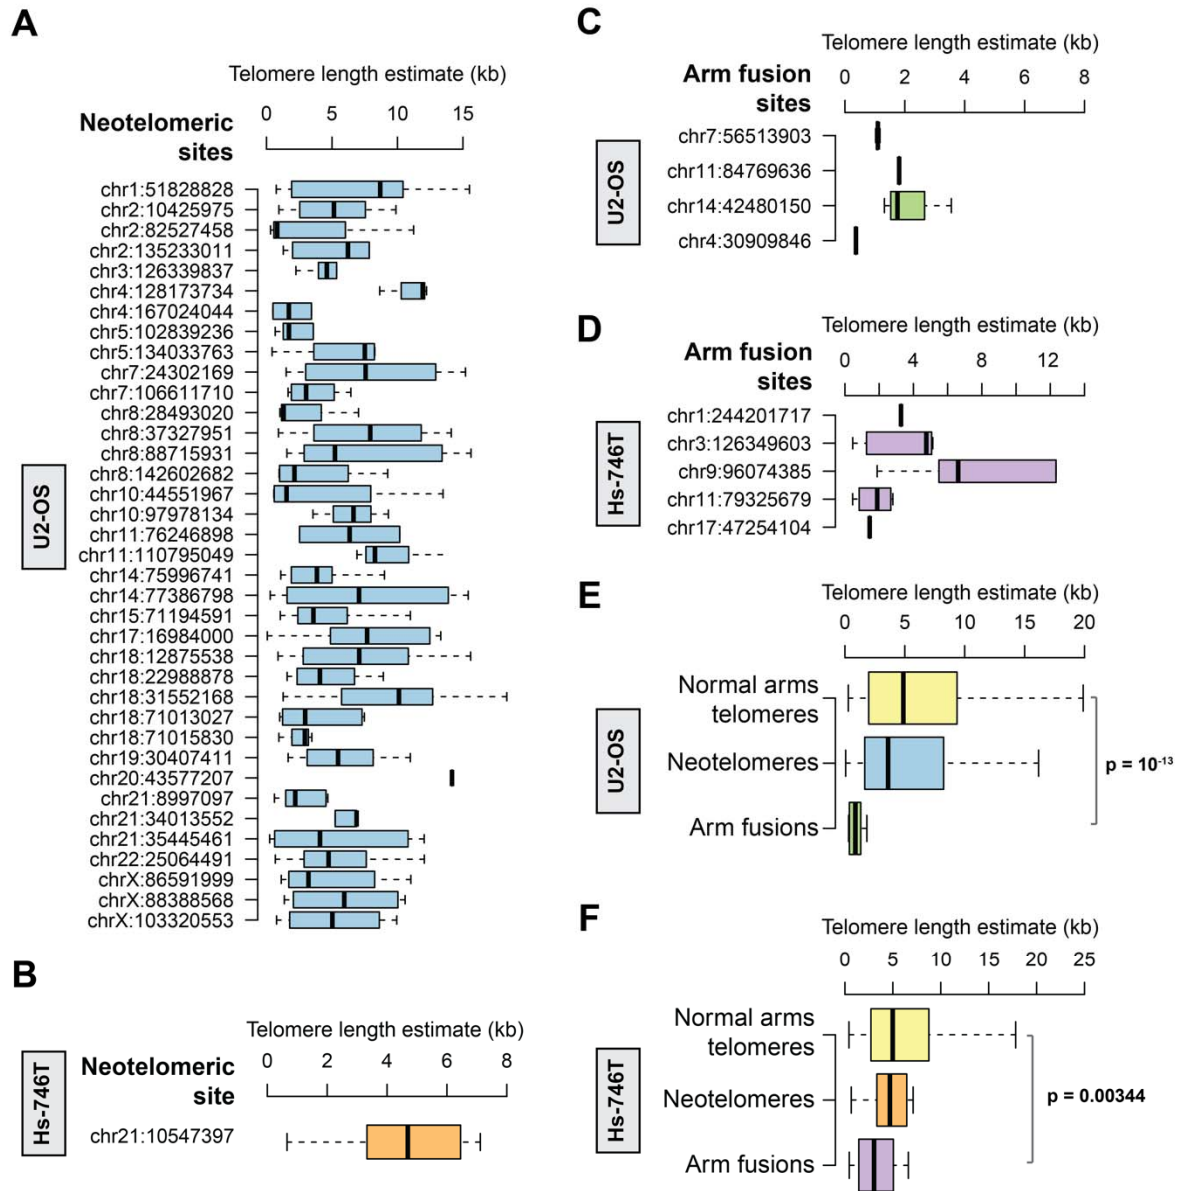 A
Telomere length estimate (kb)
Neotelomeric
sites
0 5 10 15
U2-OS
chr1:51828828
chr2:10425975
chr2:82527458
chr2:135233011
chr3:126339837
chr4:128173734
chr4:167024044
chr5:102839236
chr5:134033763
chr7:24302169
chr7:106611710
chr8:28493020
chr8:37327951
chr8:88715931
chr8:142602682
chr10:44551967
chr10:97978134
chr11:76246898
chr11:110795049
chr14:75996741
chr14:77386798
chr15:71194591
chr17:16984000
chr18:12875538
chr18:22988878
chr18:31552168
chr18:71013027
chr18:71015830
chr19:30407411
chr20:43577207
chr21:8997097
chr21:34013552
chr21:35445461
chr22:25064491
chrX:86591999
chrX:88388568
chrX:103320553
B
Telomere length estimate (kb)
Neotelomeric
site
0 2 4 6 8
Hs-746T
chr21:10547397
C
Telomere length estimate (kb)
Arm fusion
sites
0 2 4 6 8
U2-OS
chr7:56513903
chr11:84769636
chr14:42480150
chr4:30909846
D
Telomere length estimate (kb)
Arm fusion
sites
0 4 8 12
Hs-746T
chr1:244201717
chr3:126349603
chr9:96074385
chr11:79325679
chr17:47254104
E
Telomere length estimate (kb)
0 5 10 15 20
U2-OS
Normal arms
telomeres
Neotelomeres
Arm fusions
p = 10⁻¹³
F
Telomere length estimate (kb)
0 5 10 15 20 25
Hs-746T
Normal arms
telomeres
Neotelomeres
Arm fusions
p = 0.00344